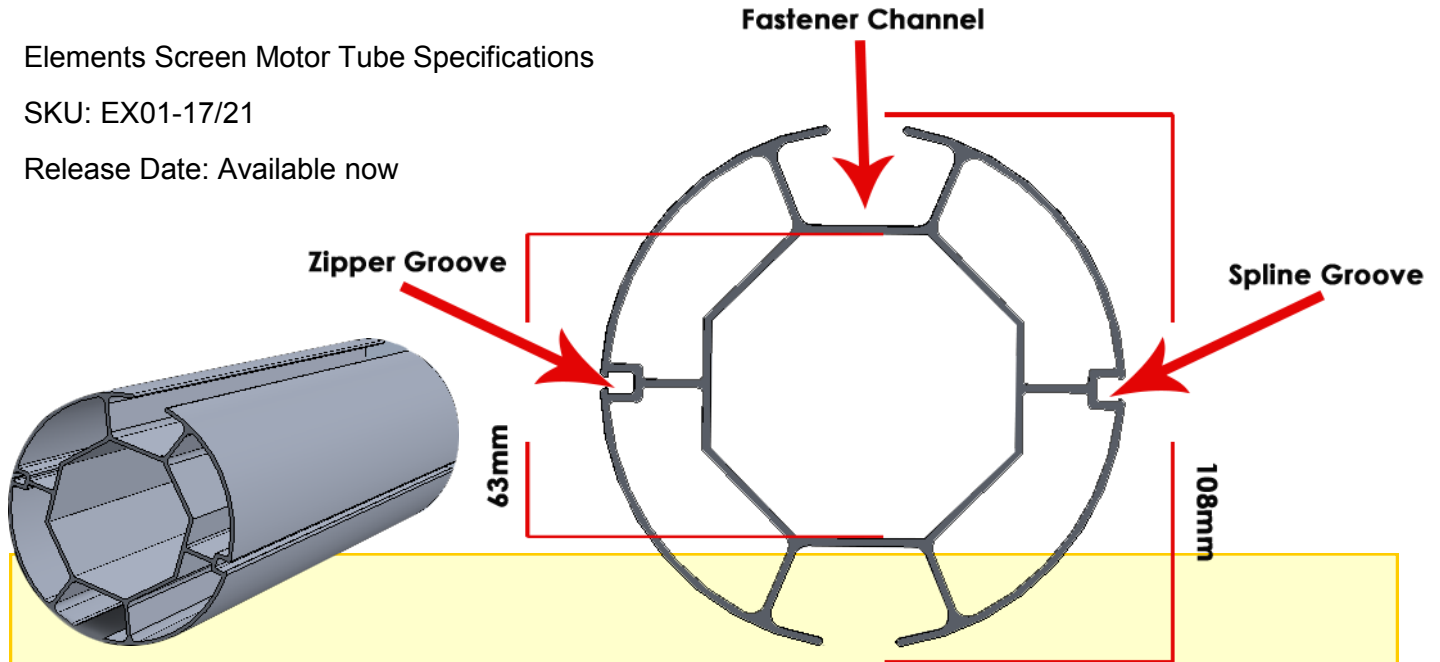 Fastener Channel
Elements Screen Motor Tube Specifications
SKU: EX01-17/21
Release Date: Available now
Zipper Groove
Spline Groove
63mm
108mm